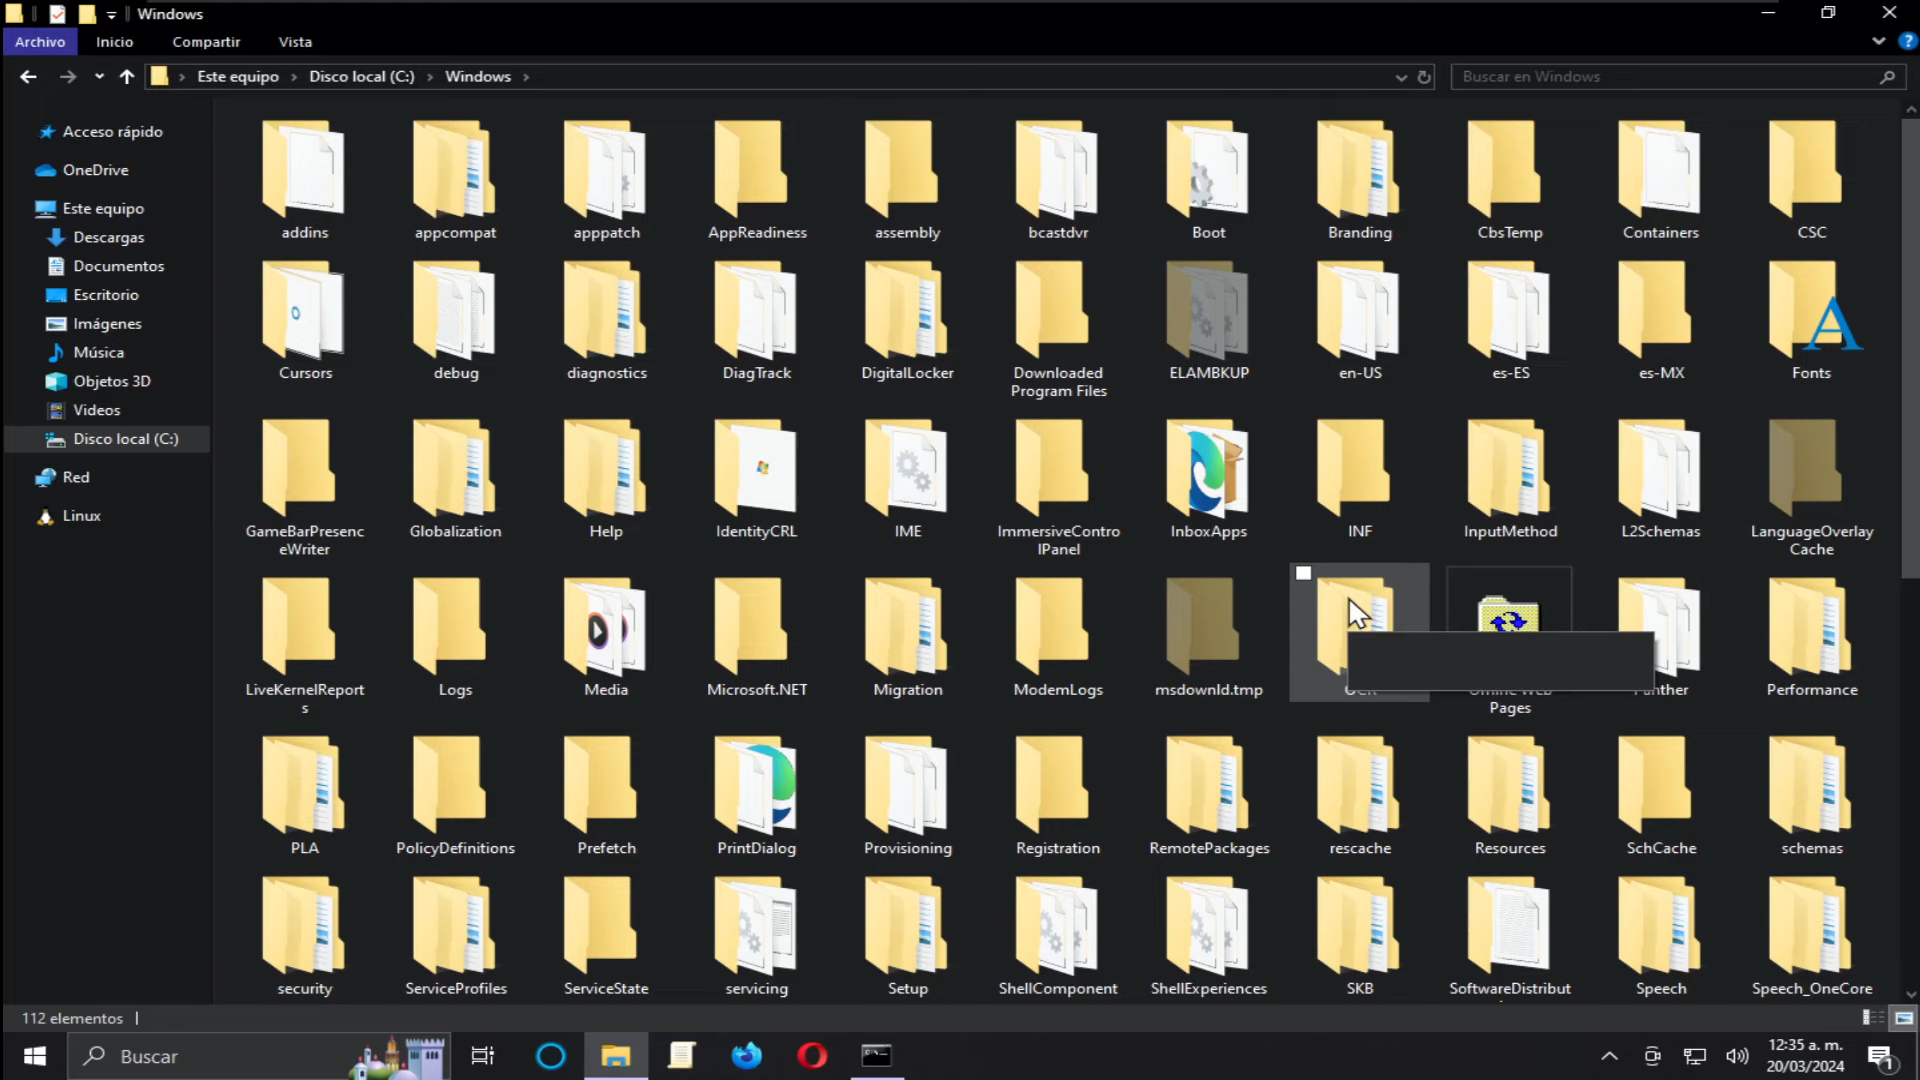 Windows
Archivo
Inicio
Compartir
Vista
Este equipo
Disco local (C:)
Windows
Buscar en Windows
Acceso rápido
OneDrive
Este equipo
Descargas
Documentos
Escritorio
Imágenes
Música
Objetos 3D
Videos
Disco local (C:)
Red
Linux
addins
appcompat
apppatch
AppReadiness
assembly
bcastdvr
Boot
Branding
CbsTemp
Containers
CSC
Cursors
debug
diagnostics
DiagTrack
DigitalLocker
Downloaded
Program Files
ELAMBKUP
en-US
es-ES
es-MX
Fonts
GameBarPresenc
eWriter
Globalization
Help
IdentityCRL
IME
ImmersiveContro
lPanel
InboxApps
INF
InputMethod
L2Schemas
LanguageOverlay
Cache
LiveKernelReport
s
Logs
Media
Microsoft.NET
Migration
ModemLogs
msdownld.tmp
Pages
Performance
PLA
PolicyDefinitions
Prefetch
PrintDialog
Provisioning
Registration
RemotePackages
rescache
Resources
SchCache
schemas
security
ServiceProfiles
ServiceState
servicing
Setup
ShellComponent
ShellExperiences
SKB
SoftwareDistribut
Speech
Speech_OneCore
112 elementos
Buscar
12:35 a. m.
20/03/2024
1